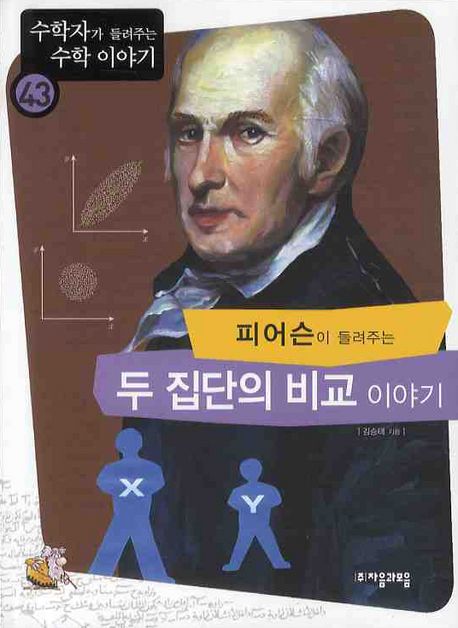 수학자가 들려주는
수학 이야기
43
y
x
y
x
피어슨이 들려주는
두 집단의 비교 이야기
| 김승태 지음 |
X
Y
(주)자음과모음